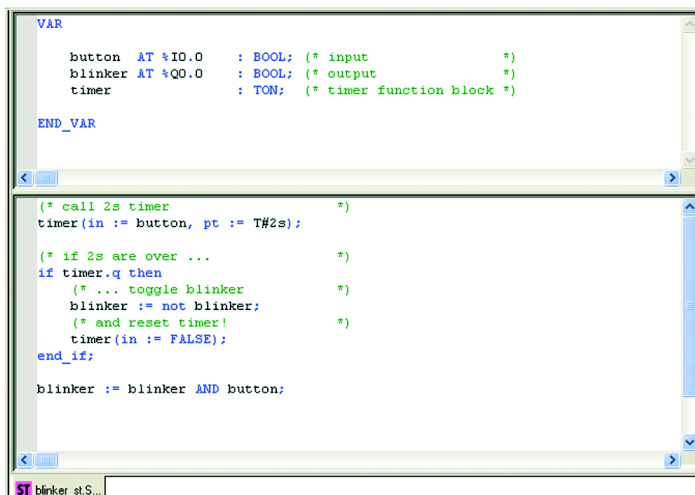 VAR
button AT %I0.0 : BOOL; (* input *)
blinker AT %Q0.0 : BOOL; (* output *)
timer : TON; (* timer function block *)
END_VAR
(* call 2s timer *)
timer(in := button, pt := T#2s);
(* if 2s are over ... *)
if timer.q then
(* ... toggle blinker *)
blinker := not blinker;
(* and reset timer! *)
timer(in := FALSE);
end_if;
blinker := blinker AND button;
ST blinker_st.S...